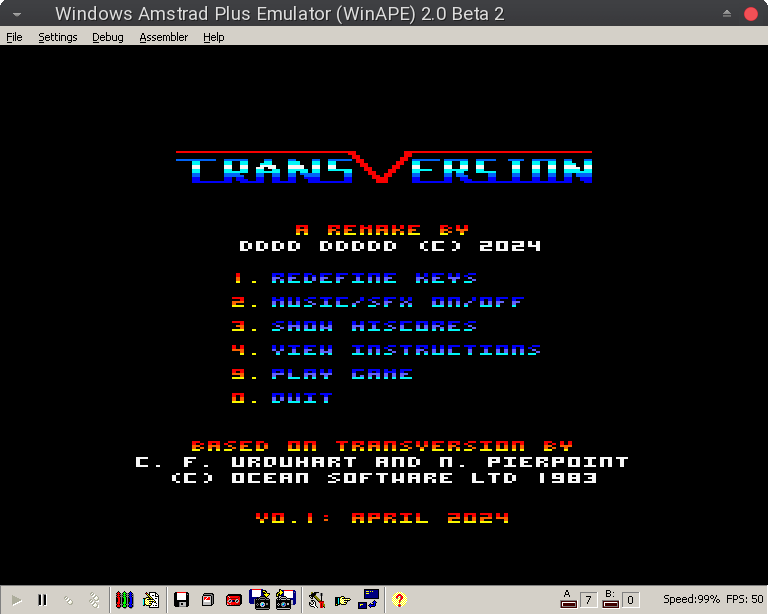 Windows Amstrad Plus Emulator (WinAPE) 2.0 Beta 2
File Settings Debug Assembler Help
TRANSVERSION
A REMAKE BY
DDDD DDDDD (C) 2024
1. REDEFINE KEYS
2. MUSIC/SFX ON/OFF
3. SHOW HISCORES
4. VIEW INSTRUCTIONS
9. PLAY GAME
0. QUIT
BASED ON TRANSVERSION BY
C. F. URQUHART AND N. PIERPOINT
(C) OCEAN SOFTWARE LTD 1983
V0.1: APRIL 2024
A 7 B: 0 Speed:99% FPS: 50